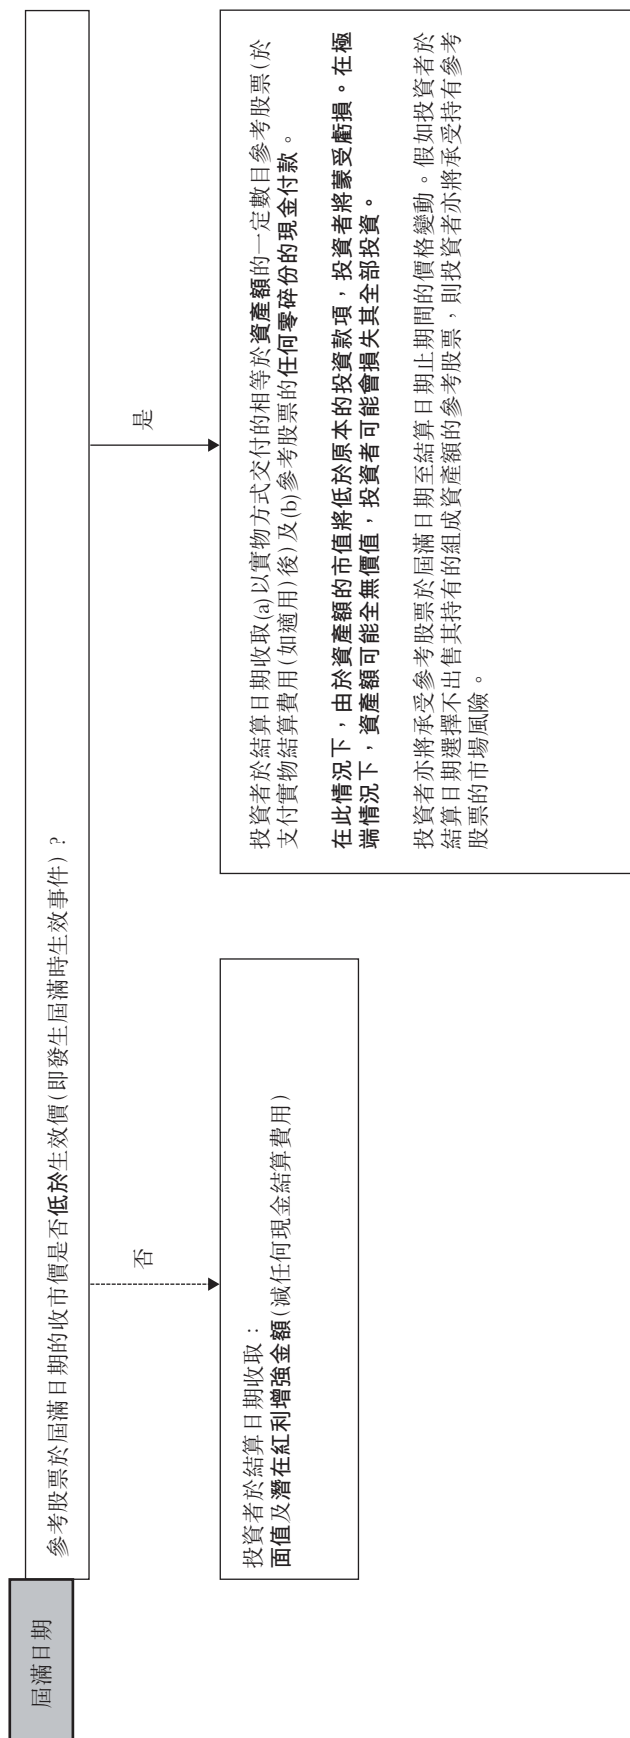 屆滿日期
參考股票於屆滿日期的收市價是否低於生效價(即發生屆滿時生效事件)?
否
是
投資者於結算日期收取：
面值及潛在紅利增強金額(減任何現金結算費用)
投資者於結算日期收取(a)以實物方式交付的相等於資產額的一定數目參考股票(於
支付實物結算費用(如適用)後)及(b)參考股票的任何零碎份的現金付款。
在此情況下，由於資產額的市值將低於原本的投資款項，投資者將蒙受虧損。在極
端情況下，資產額可能全無價值，投資者可能會損失其全部投資。
投資者亦將承受參考股票於屆滿日期至結算日期止期間的價格變動。假如投資者於
結算日期選擇不出售其持有的組成資產額的參考股票，則投資者亦將承受持有參考
股票的市場風險。